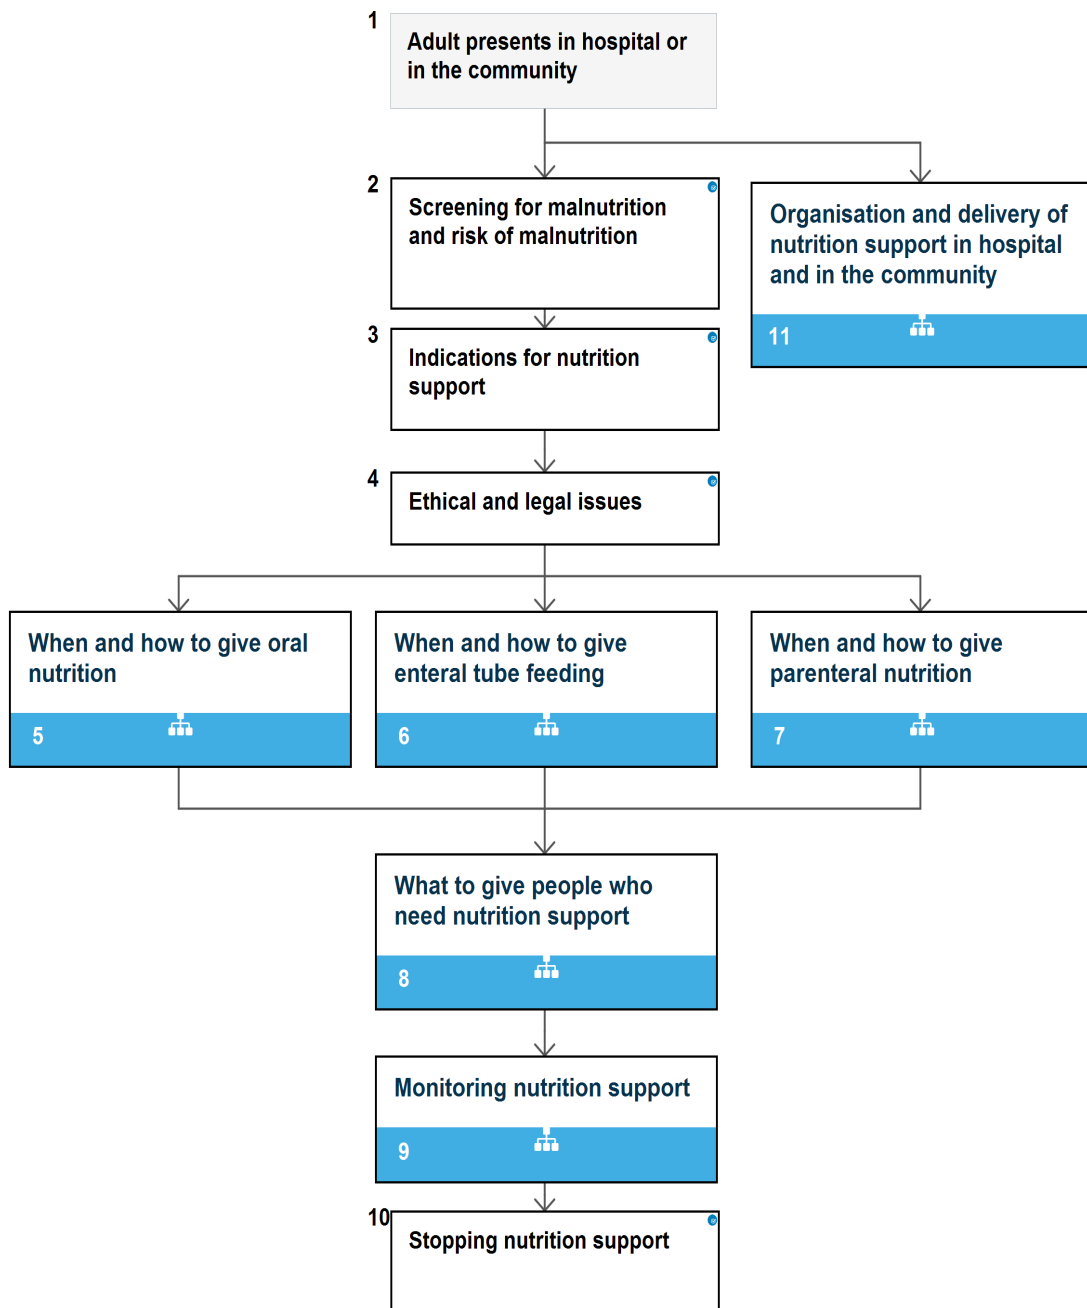 1
Adult presents in hospital or
in the community
2
Screening for malnutrition
and risk of malnutrition
Organisation and delivery of
nutrition support in hospital
and in the community
11
3
Indications for nutrition
support
4
Ethical and legal issues
When and how to give oral
nutrition
5
When and how to give
enteral tube feeding
6
When and how to give
parenteral nutrition
7
What to give people who
need nutrition support
8
Monitoring nutrition support
9
10
Stopping nutrition support